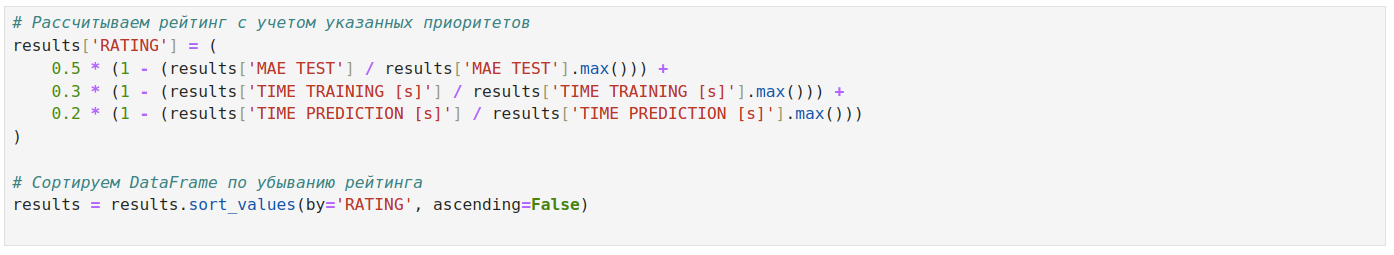 # Рассчитываем рейтинг с учетом указанных приоритетов
results['RATING'] = (
    0.5 * (1 - (results['MAE TEST'] / results['MAE TEST'].max())) +
    0.3 * (1 - (results['TIME TRAINING [s]'] / results['TIME TRAINING [s]'].max())) +
    0.2 * (1 - (results['TIME PREDICTION [s]'] / results['TIME PREDICTION [s]'].max()))
)
# Сортируем DataFrame по убыванию рейтинга
results = results.sort_values(by='RATING', ascending=False)